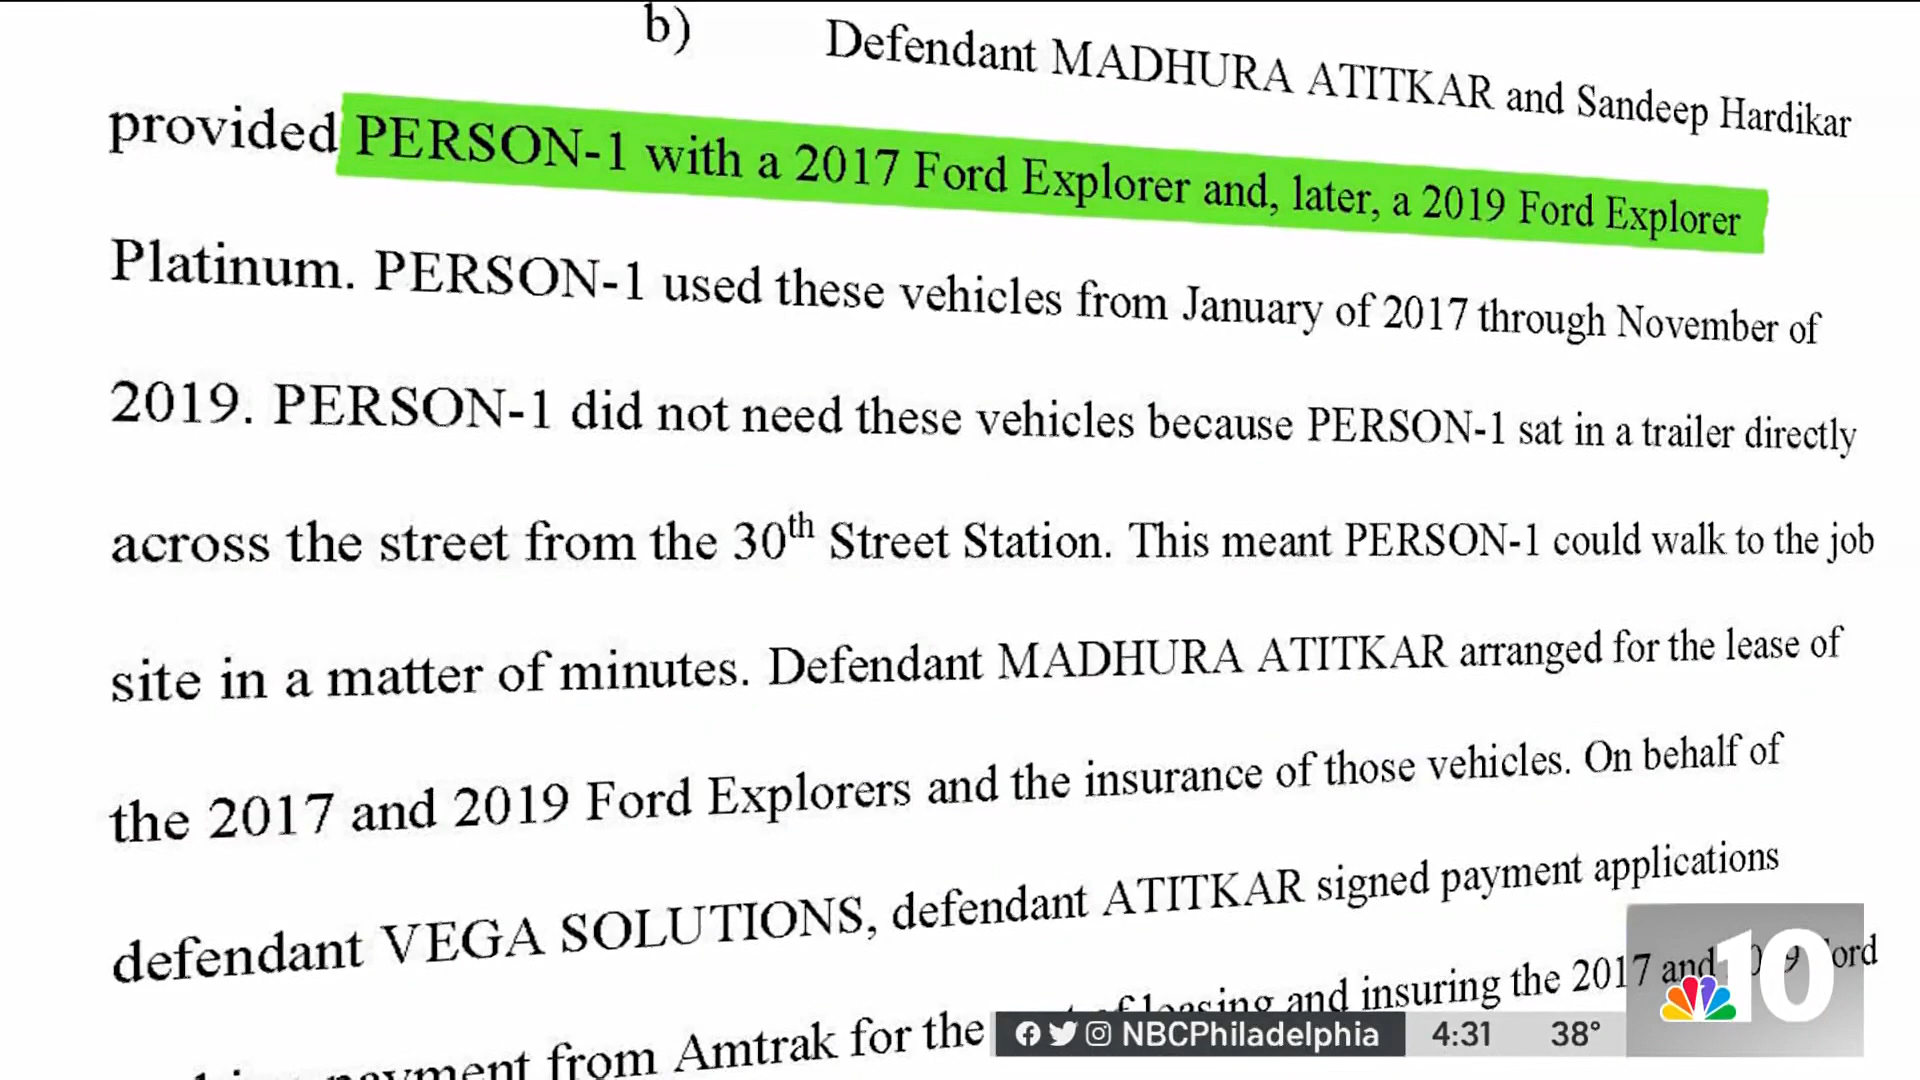 b) Defendant MADHURA ATITKAR and Sandeep Hardikar
provided PERSON-1 with a 2017 Ford Explorer and, later, a 2019 Ford Explorer
Platinum. PERSON-1 used these vehicles from January of 2017 through November of
2019. PERSON-1 did not need these vehicles because PERSON-1 sat in a trailer directly
across the street from the 30th Street Station. This meant PERSON-1 could walk to the job
site in a matter of minutes. Defendant MADHURA ATITKAR arranged for the lease of
the 2017 and 2019 Ford Explorers and the insurance of those vehicles. On behalf of
defendant VEGA SOLUTIONS, defendant ATITKAR signed payment applications
payment from Amtrak for the of leasing and insuring the 2017 and 2019 Ford
NBCPhiladelphia 4:31 38°
10